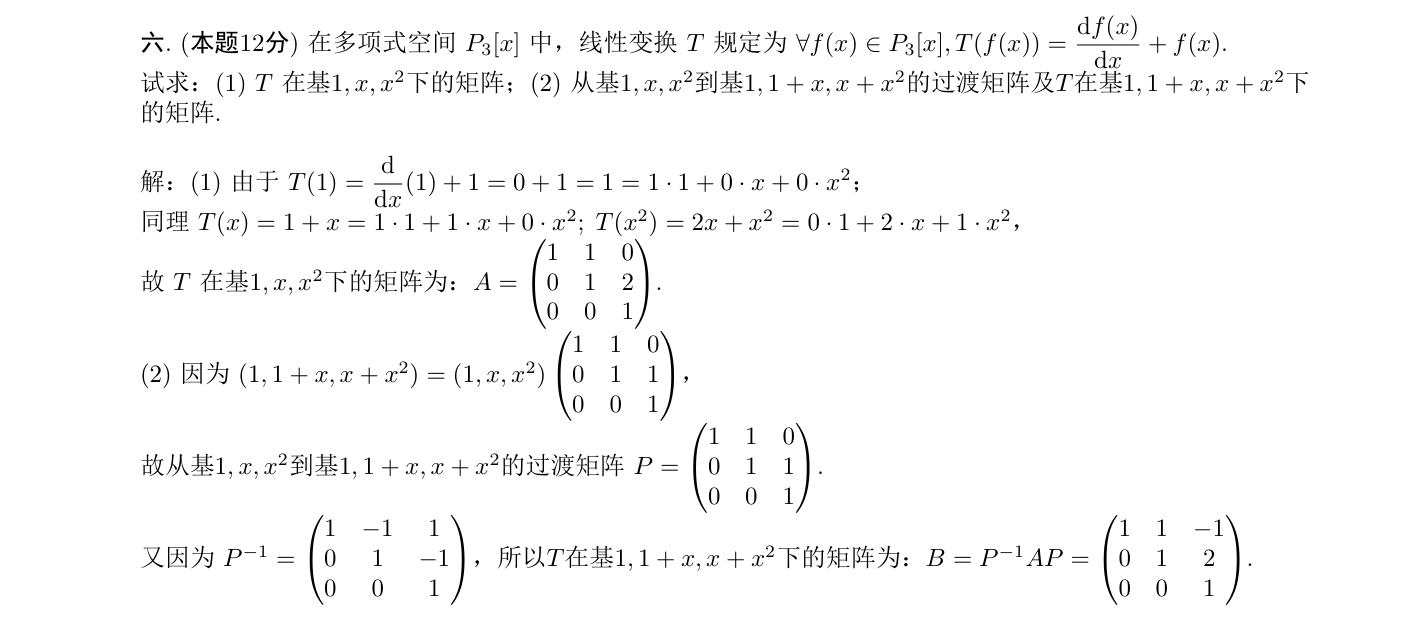 六. (本题12分) 在多项式空间 $P_3[x]$ 中，线性变换 $T$ 规定为 $\forall f(x) \in P_3[x], T(f(x)) = \dfrac{\mathrm{d}f(x)}{\mathrm{d}x} + f(x)$.
试求：(1) $T$ 在基$1, x, x^2$下的矩阵；(2) 从基$1, x, x^2$到基$1, 1+x, x+x^2$的过渡矩阵及$T$在基$1, 1+x, x+x^2$下
的矩阵.
解：(1) 由于 $T(1) = \dfrac{\mathrm{d}}{\mathrm{d}x}(1) + 1 = 0 + 1 = 1 = 1 \cdot 1 + 0 \cdot x + 0 \cdot x^2$；
同理 $T(x) = 1 + x = 1 \cdot 1 + 1 \cdot x + 0 \cdot x^2$; $T(x^2) = 2x + x^2 = 0 \cdot 1 + 2 \cdot x + 1 \cdot x^2$，
故 $T$ 在基$1, x, x^2$下的矩阵为：$A = \begin{pmatrix} 1 & 1 & 0 \\ 0 & 1 & 2 \\ 0 & 0 & 1 \end{pmatrix}$.
(2) 因为 $(1, 1+x, x+x^2) = (1, x, x^2) \begin{pmatrix} 1 & 1 & 0 \\ 0 & 1 & 1 \\ 0 & 0 & 1 \end{pmatrix}$，
故从基$1, x, x^2$到基$1, 1+x, x+x^2$的过渡矩阵 $P = \begin{pmatrix} 1 & 1 & 0 \\ 0 & 1 & 1 \\ 0 & 0 & 1 \end{pmatrix}$.
又因为 $P^{-1} = \begin{pmatrix} 1 & -1 & 1 \\ 0 & 1 & -1 \\ 0 & 0 & 1 \end{pmatrix}$，所以$T$在基$1, 1+x, x+x^2$下的矩阵为：$B = P^{-1}AP = \begin{pmatrix} 1 & 1 & -1 \\ 0 & 1 & 2 \\ 0 & 0 & 1 \end{pmatrix}$.